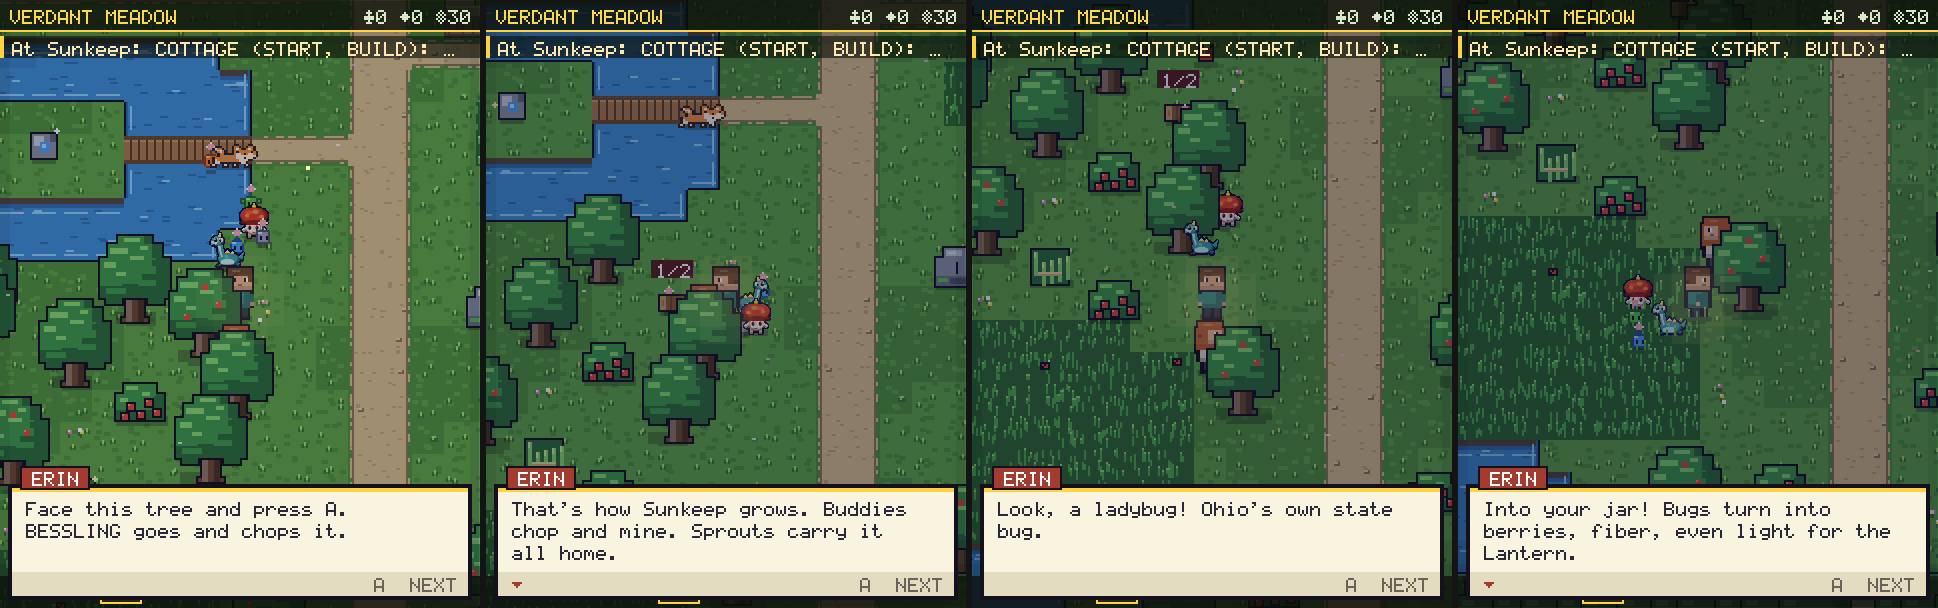 VERDANT MEADOW ‡0 ◆0 30
At Sunkeep: COTTAGE (START, BUILD): …
ERIN
Face this tree and press A.
BESSLING goes and chops it.
A NEXT
VERDANT MEADOW ‡0 ◆0 30
At Sunkeep: COTTAGE (START, BUILD): …
1/2
ERIN
That's how Sunkeep grows. Buddies
chop and mine. Sprouts carry it
all home.
A NEXT
VERDANT MEADOW ‡0 ◆0 30
At Sunkeep: COTTAGE (START, BUILD): …
1/2
ERIN
Look, a ladybug! Ohio's own state
bug.
A NEXT
VERDANT MEADOW ‡0 ◆0 30
At Sunkeep: COTTAGE (START, BUILD): …
ERIN
Into your jar! Bugs turn into
berries, fiber, even light for the
Lantern.
A NEXT